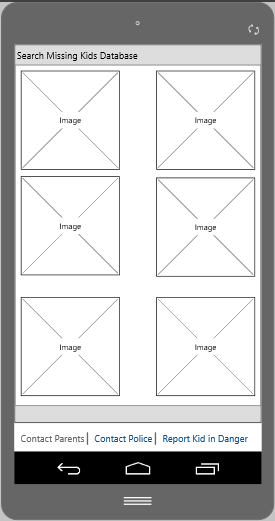 Search Missing Kids Database
Image Image
Image Image
Image Image
Contact Parents| Contact Police| Report Kid in Danger